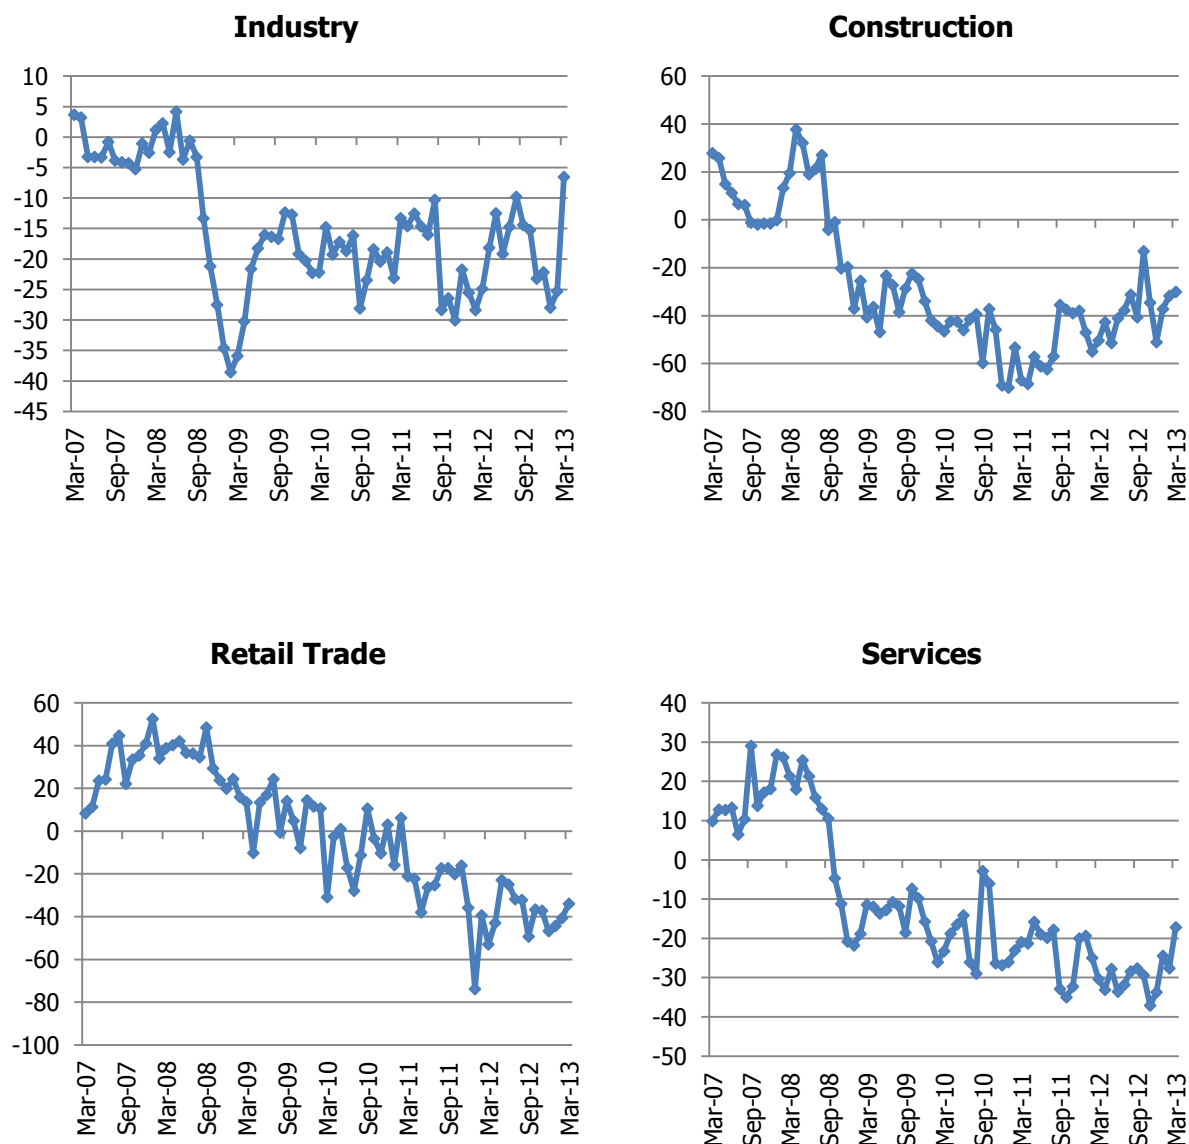 Industry
10
5
0
-5
-10
-15
-20
-25
-30
-35
-40
-45
Mar-07
Sep-07
Mar-08
Sep-08
Mar-09
Sep-09
Mar-10
Sep-10
Mar-11
Sep-11
Mar-12
Sep-12
Mar-13
Construction
60
40
20
0
-20
-40
-60
-80
Mar-07
Sep-07
Mar-08
Sep-08
Mar-09
Sep-09
Mar-10
Sep-10
Mar-11
Sep-11
Mar-12
Sep-12
Mar-13
Retail Trade
60
40
20
0
-20
-40
-60
-80
-100
Mar-07
Sep-07
Mar-08
Sep-08
Mar-09
Sep-09
Mar-10
Sep-10
Mar-11
Sep-11
Mar-12
Sep-12
Mar-13
Services
40
30
20
10
0
-10
-20
-30
-40
-50
Mar-07
Sep-07
Mar-08
Sep-08
Mar-09
Sep-09
Mar-10
Sep-10
Mar-11
Sep-11
Mar-12
Sep-12
Mar-13